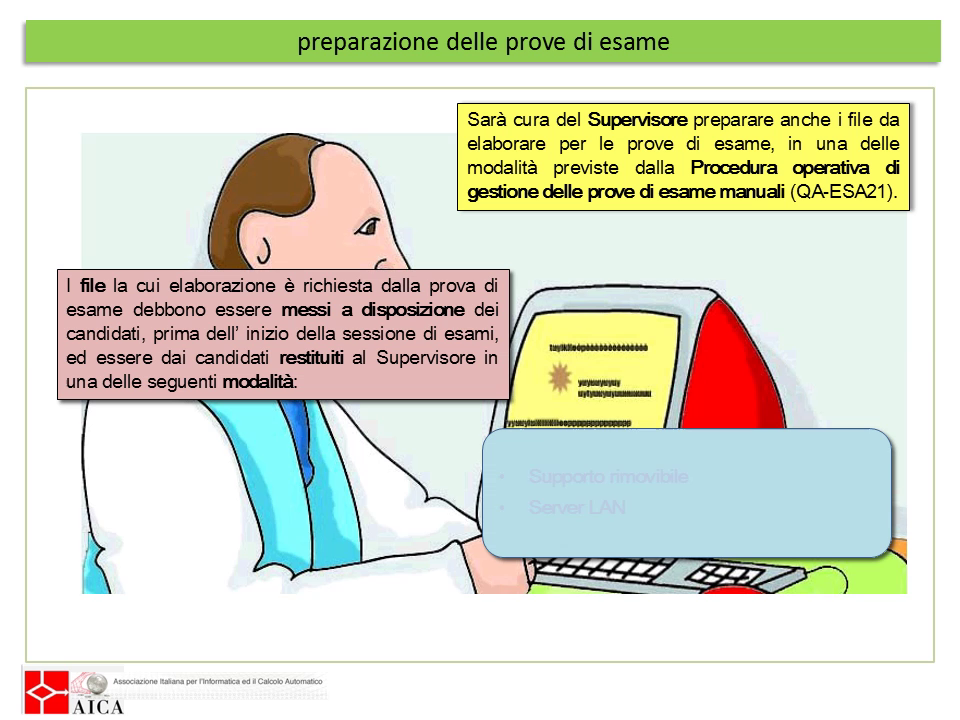 preparazione delle prove di esame
Sarà cura del Supervisore preparare anche i file da
elaborare per le prove di esame, in una delle
modalità previste dalla Procedura operativa di
gestione delle prove di esame manuali (QA-ESA21).
I file la cui elaborazione è richiesta dalla prova di
esame debbono essere messi a disposizione dei
candidati, prima dell’ inizio della sessione di esami,
ed essere dai candidati restituiti al Supervisore in
una delle seguenti modalità:
• Supporto rimovibile
• Server LAN
Associazione Italiana per l'Informatica ed il Calcolo Automatico
AICA